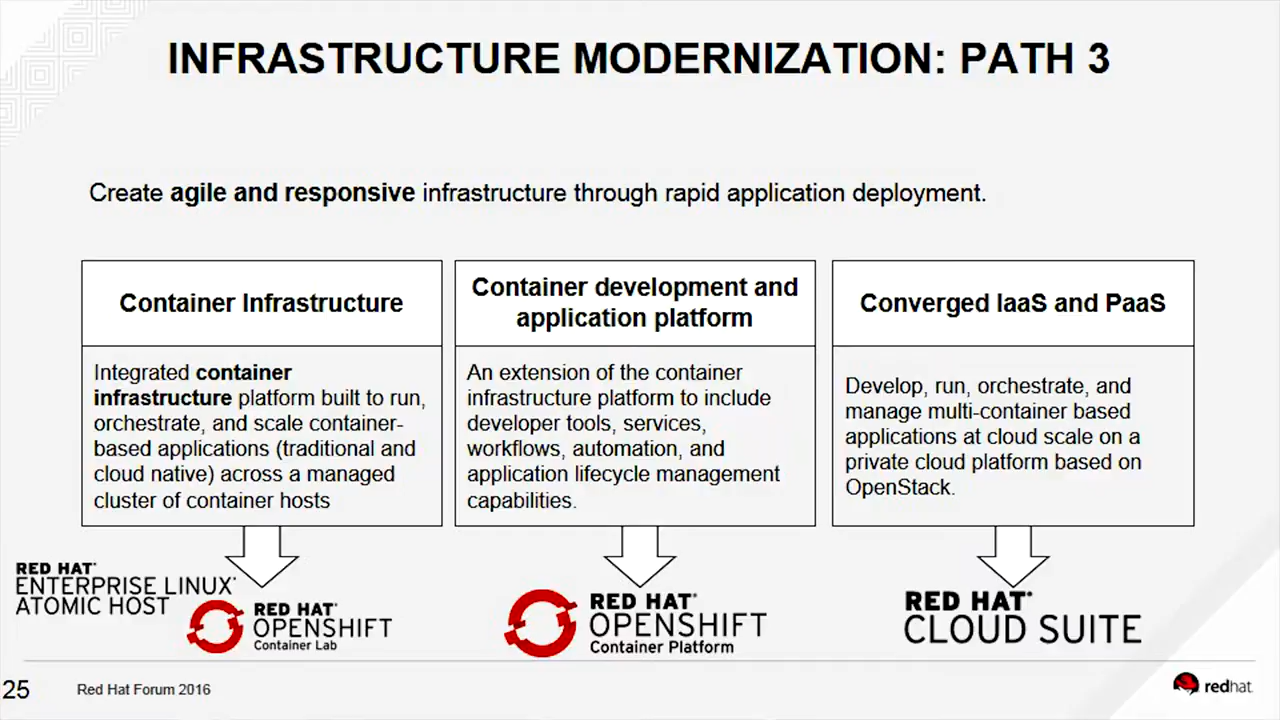 INFRASTRUCTURE MODERNIZATION: PATH 3
Create agile and responsive infrastructure through rapid application deployment.
Container Infrastructure
Integrated container
infrastructure platform built to run,
orchestrate, and scale container-
based applications (traditional and
cloud native) across a managed
cluster of container hosts
Container development and
application platform
An extension of the container
infrastructure platform to include
developer tools, services,
workflows, automation, and
application lifecycle management
capabilities.
Converged IaaS and PaaS
Develop, run, orchestrate, and
manage multi-container based
applications at cloud scale on a
private cloud platform based on
OpenStack.
RED HAT
ENTERPRISE LINUX
ATOMIC HOST
RED HAT
OPENSHIFT
Container Lab
RED HAT
OPENSHIFT
Container Platform
RED HAT
CLOUD SUITE
25
Red Hat Forum 2016
redhat.